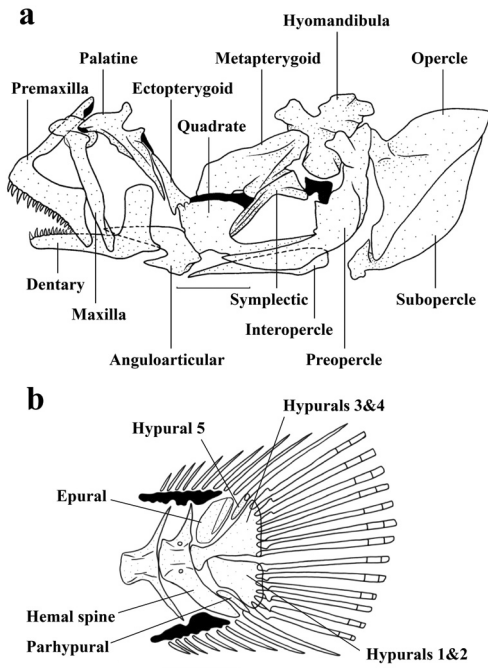 a
Hyomandibula
Palatine
Metapterygoid
Opercle
Premaxilla
Ectopterygoid
Quadrate
Dentary
Symplectic
Subopercle
Maxilla
Interopercle
Anguloarticular
Preopercle
b
Hypurals 3&4
Hypural 5
Epural
Hemal spine
Parhypural
Hypurals 1&2